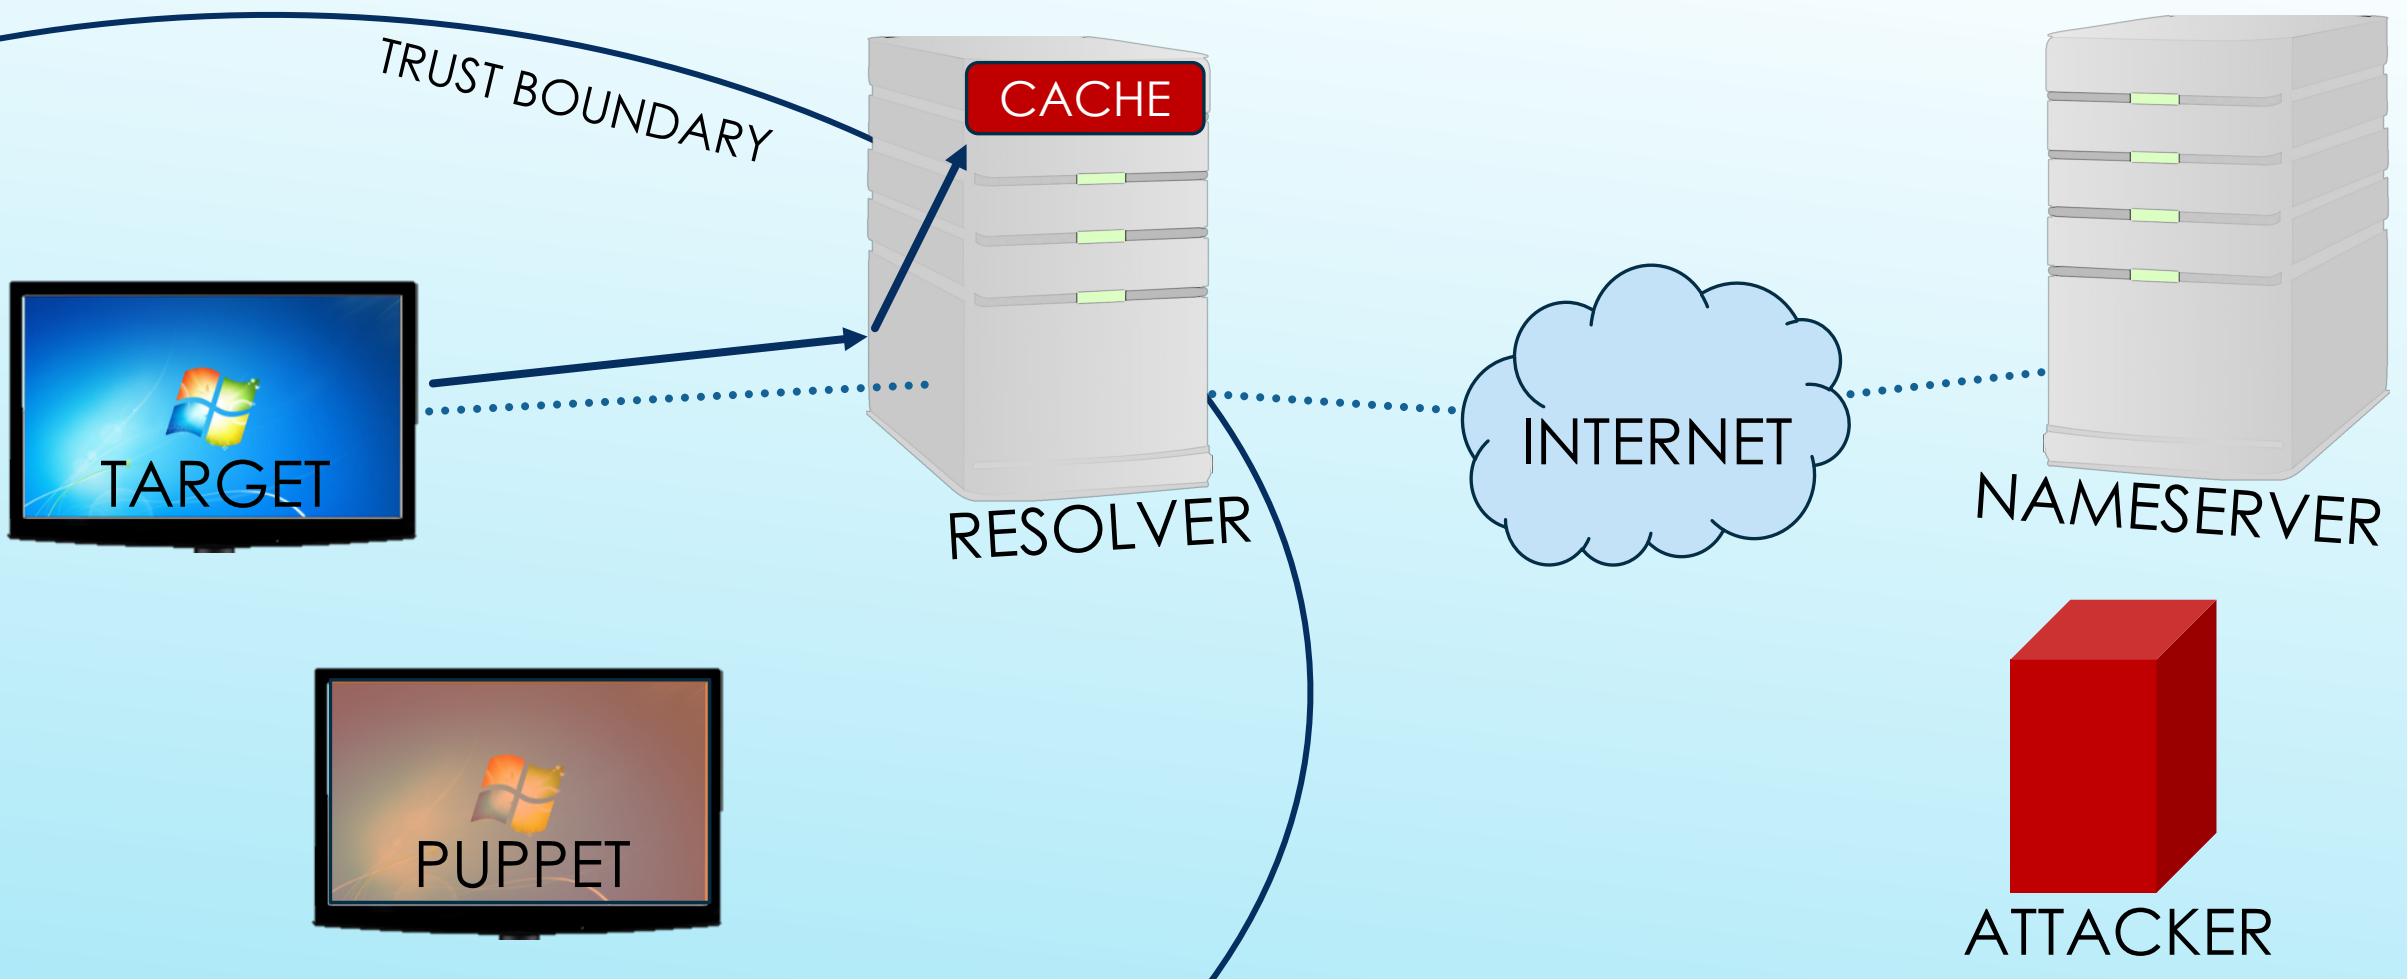 TRUST BOUNDARY
CACHE
TARGET
INTERNET
RESOLVER
NAMESERVER
PUPPET
ATTACKER